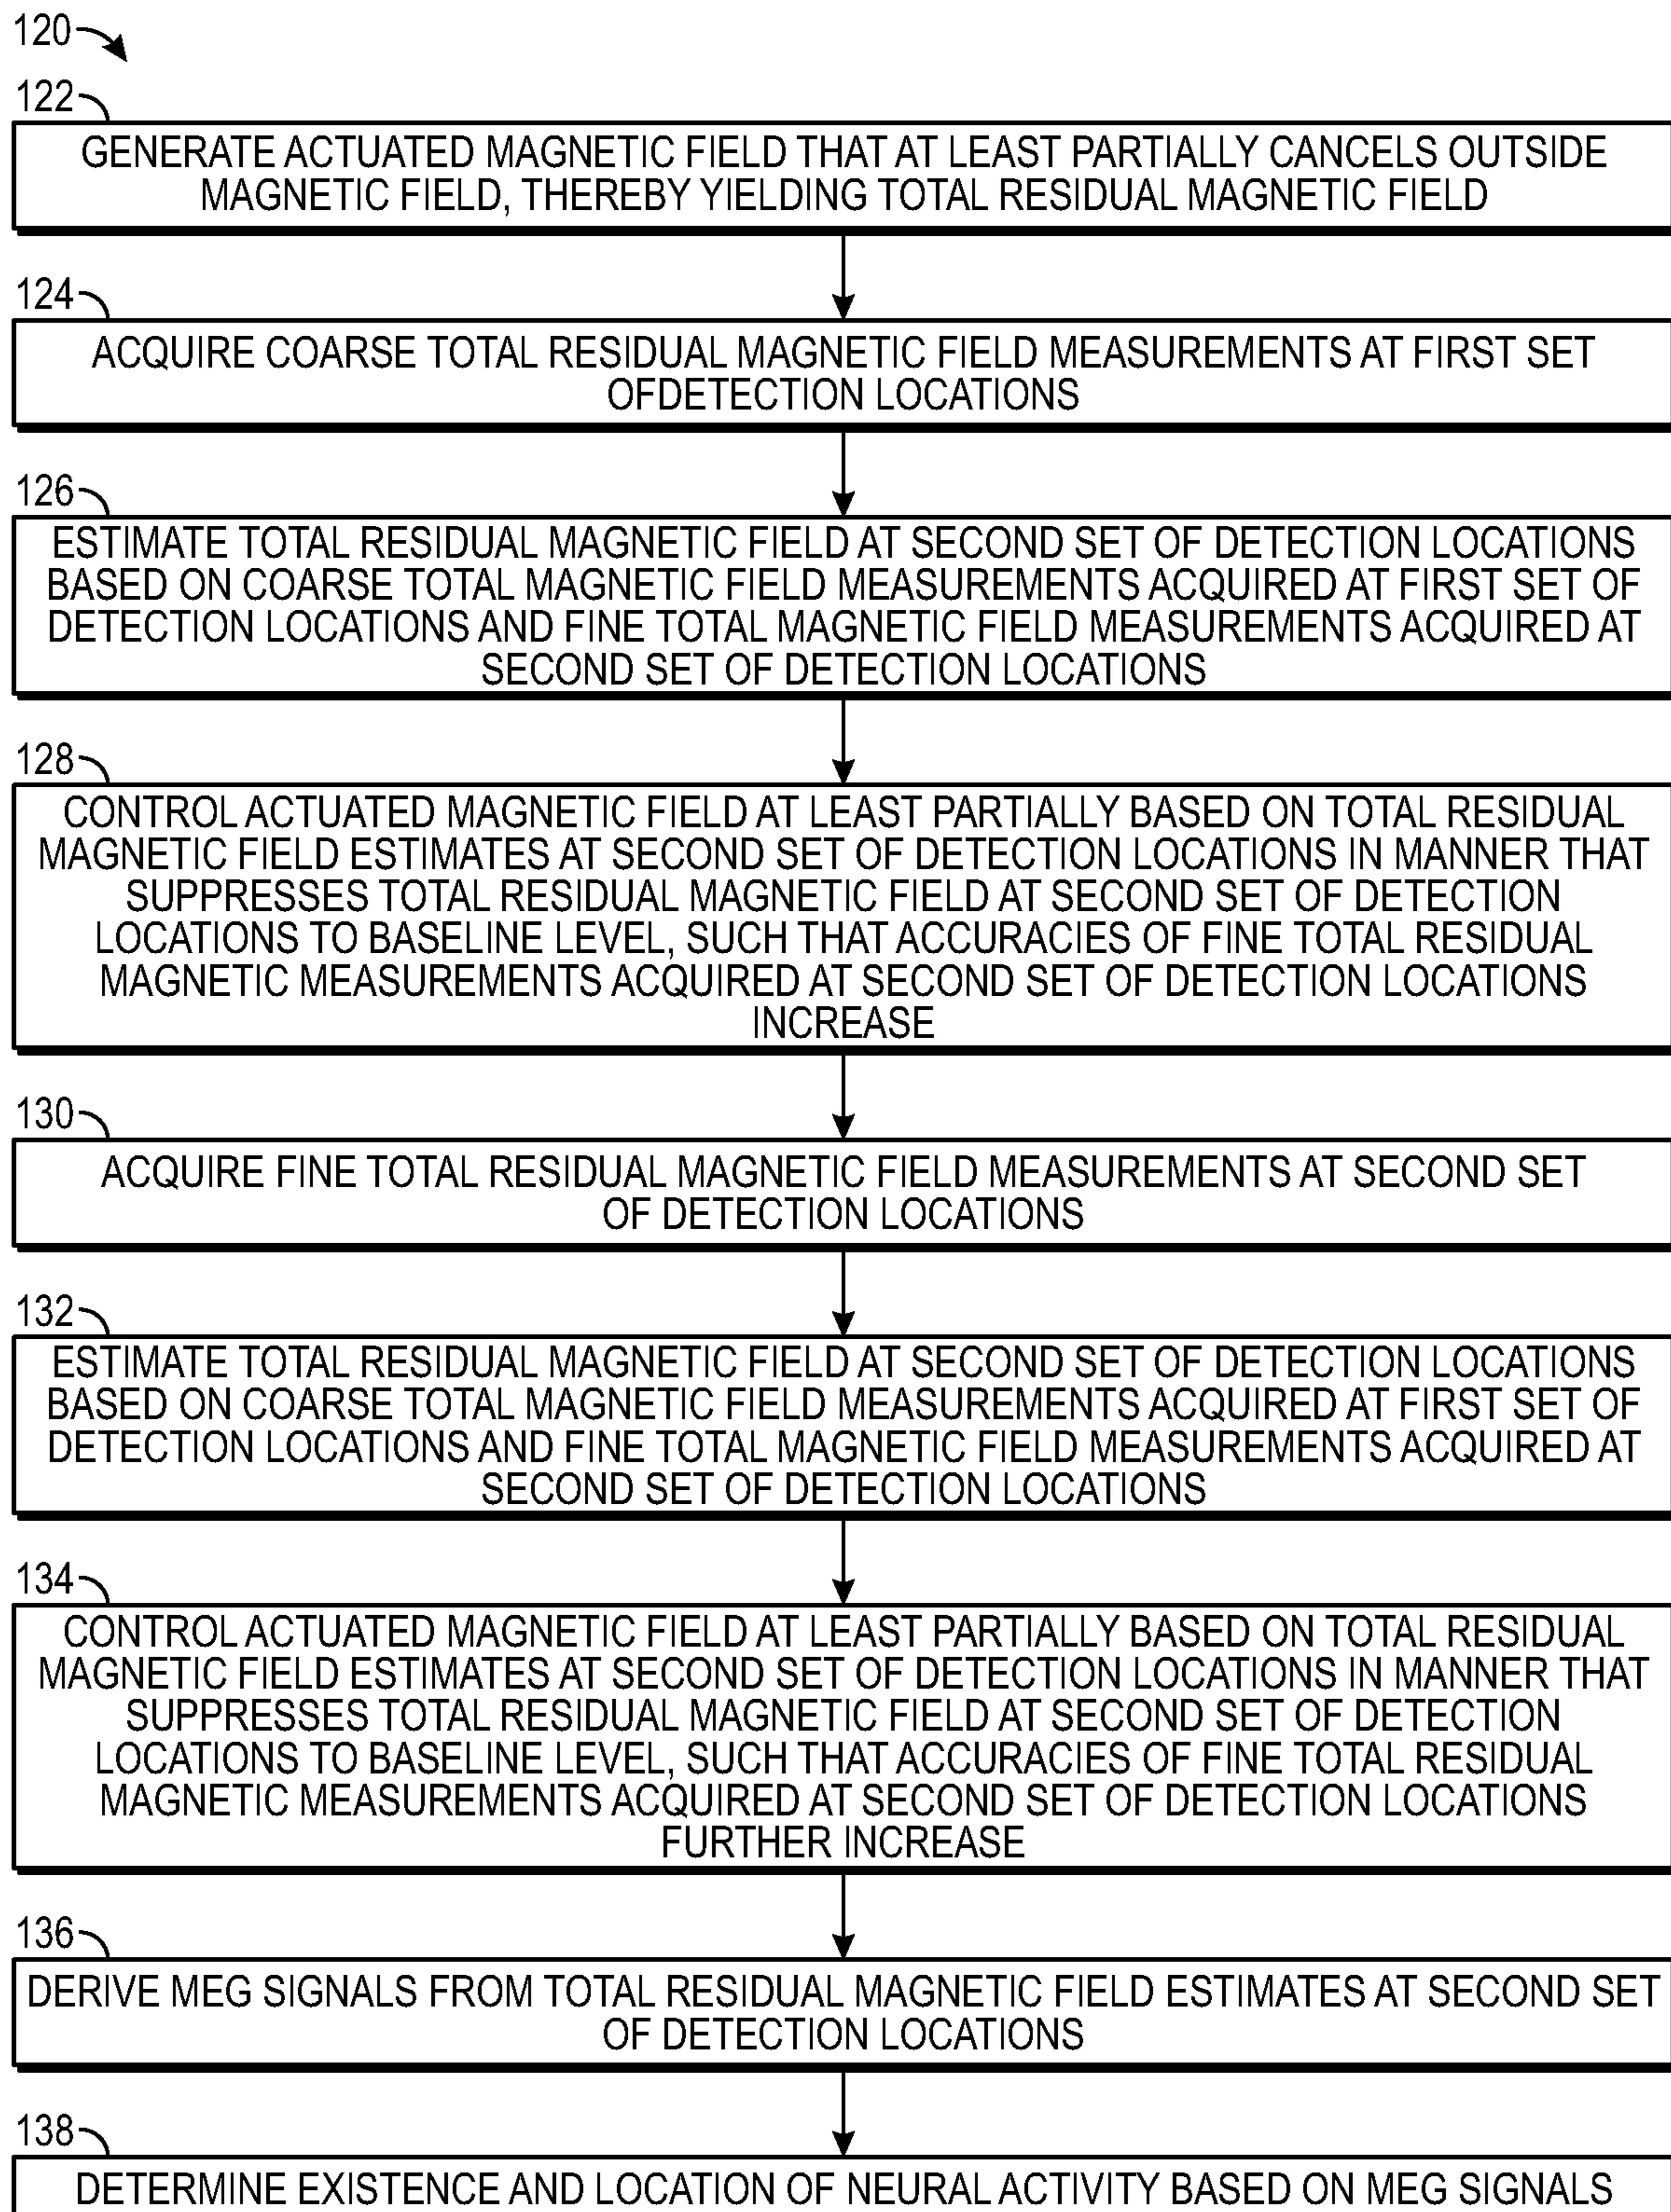 120
122
GENERATE ACTUATED MAGNETIC FIELD THAT AT LEAST PARTIALLY CANCELS OUTSIDE
MAGNETIC FIELD, THEREBY YIELDING TOTAL RESIDUAL MAGNETIC FIELD
124
ACQUIRE COARSE TOTAL RESIDUAL MAGNETIC FIELD MEASUREMENTS AT FIRST SET
OFDETECTION LOCATIONS
126
ESTIMATE TOTAL RESIDUAL MAGNETIC FIELD AT SECOND SET OF DETECTION LOCATIONS
BASED ON COARSE TOTAL MAGNETIC FIELD MEASUREMENTS ACQUIRED AT FIRST SET OF
DETECTION LOCATIONS AND FINE TOTAL MAGNETIC FIELD MEASUREMENTS ACQUIRED AT
SECOND SET OF DETECTION LOCATIONS
128
CONTROL ACTUATED MAGNETIC FIELD AT LEAST PARTIALLY BASED ON TOTAL RESIDUAL
MAGNETIC FIELD ESTIMATES AT SECOND SET OF DETECTION LOCATIONS IN MANNER THAT
SUPPRESSES TOTAL RESIDUAL MAGNETIC FIELD AT SECOND SET OF DETECTION
LOCATIONS TO BASELINE LEVEL, SUCH THAT ACCURACIES OF FINE TOTAL RESIDUAL
MAGNETIC MEASUREMENTS ACQUIRED AT SECOND SET OF DETECTION LOCATIONS
INCREASE
130
ACQUIRE FINE TOTAL RESIDUAL MAGNETIC FIELD MEASUREMENTS AT SECOND SET
OF DETECTION LOCATIONS
132
ESTIMATE TOTAL RESIDUAL MAGNETIC FIELD AT SECOND SET OF DETECTION LOCATIONS
BASED ON COARSE TOTAL MAGNETIC FIELD MEASUREMENTS ACQUIRED AT FIRST SET OF
DETECTION LOCATIONS AND FINE TOTAL MAGNETIC FIELD MEASUREMENTS ACQUIRED AT
SECOND SET OF DETECTION LOCATIONS
134
CONTROL ACTUATED MAGNETIC FIELD AT LEAST PARTIALLY BASED ON TOTAL RESIDUAL
MAGNETIC FIELD ESTIMATES AT SECOND SET OF DETECTION LOCATIONS IN MANNER THAT
SUPPRESSES TOTAL RESIDUAL MAGNETIC FIELD AT SECOND SET OF DETECTION
LOCATIONS TO BASELINE LEVEL, SUCH THAT ACCURACIES OF FINE TOTAL RESIDUAL
MAGNETIC MEASUREMENTS ACQUIRED AT SECOND SET OF DETECTION LOCATIONS
FURTHER INCREASE
136
DERIVE MEG SIGNALS FROM TOTAL RESIDUAL MAGNETIC FIELD ESTIMATES AT SECOND SET
OF DETECTION LOCATIONS
138
DETERMINE EXISTENCE AND LOCATION OF NEURAL ACTIVITY BASED ON MEG SIGNALS